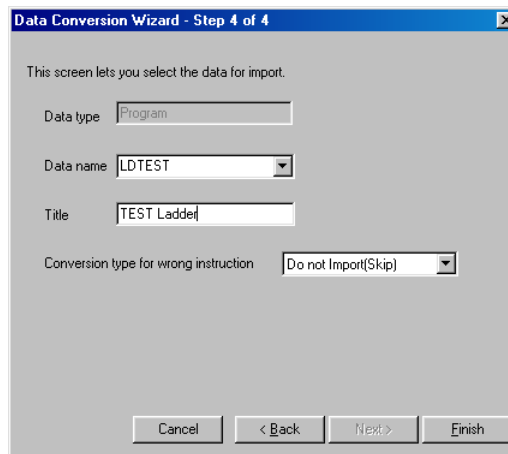 Data Conversion Wizard - Step 4 of 4
This screen lets you select the data for import.
Data type Program
Data name LDTEST
Title TEST Ladder
Conversion type for wrong instruction Do not Import(Skip)
Cancel < Back Next > Finish